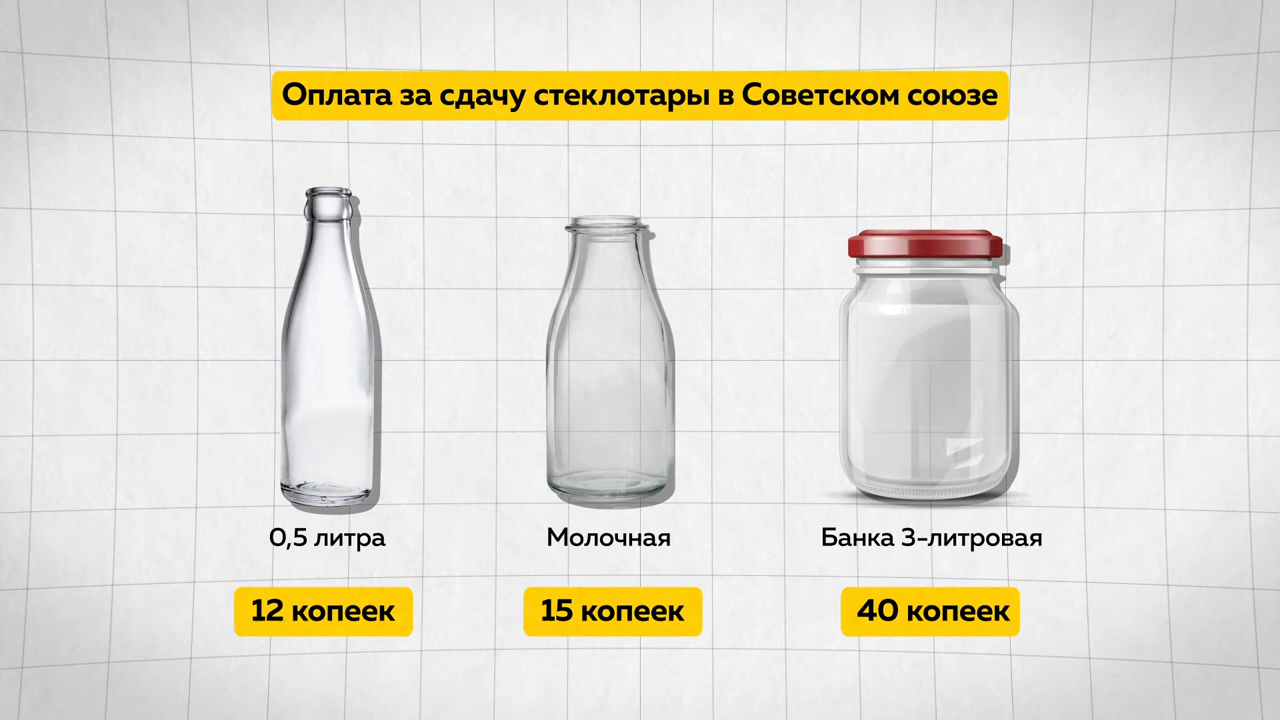 Оплата за сдачу стеклотары в Советском союзе
0,5 литра
Молочная
Банка 3-литровая
12 копеек
15 копеек
40 копеек